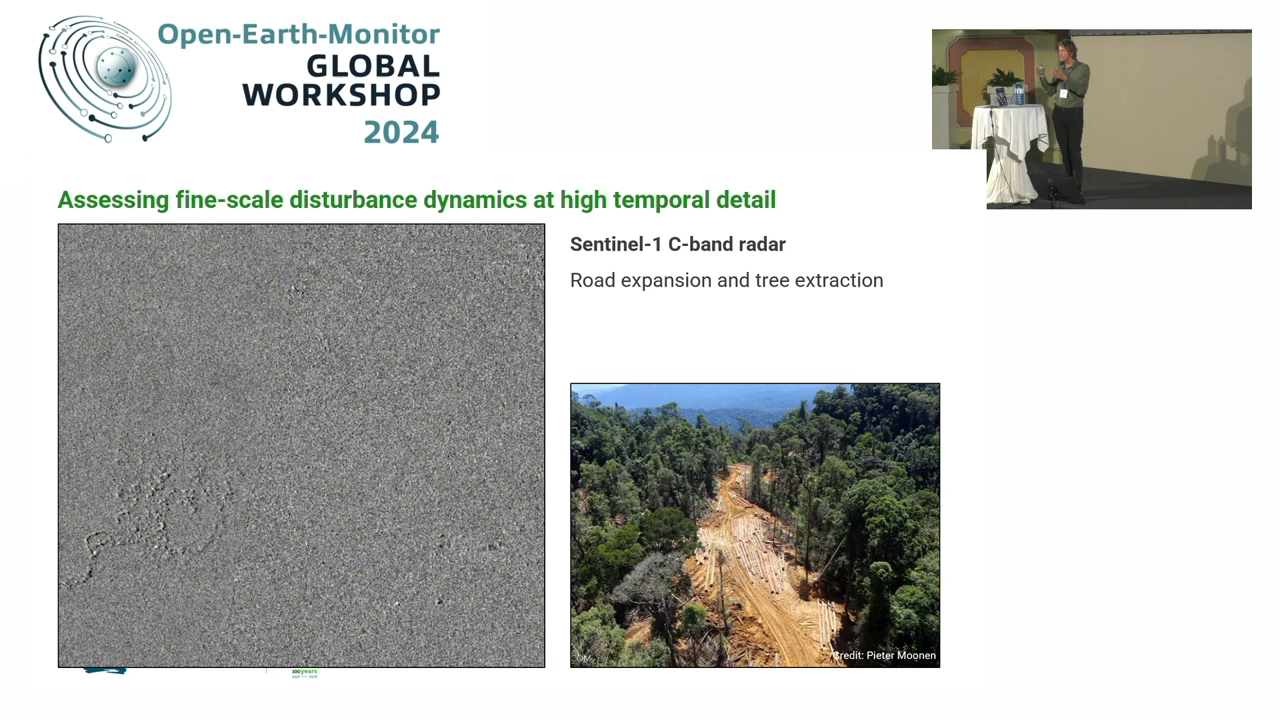 Open-Earth-Monitor
GLOBAL
WORKSHOP
2024
Assessing fine-scale disturbance dynamics at high temporal detail
Sentinel-1 C-band radar
Road expansion and tree extraction
Credit: Pieter Moonen
100years